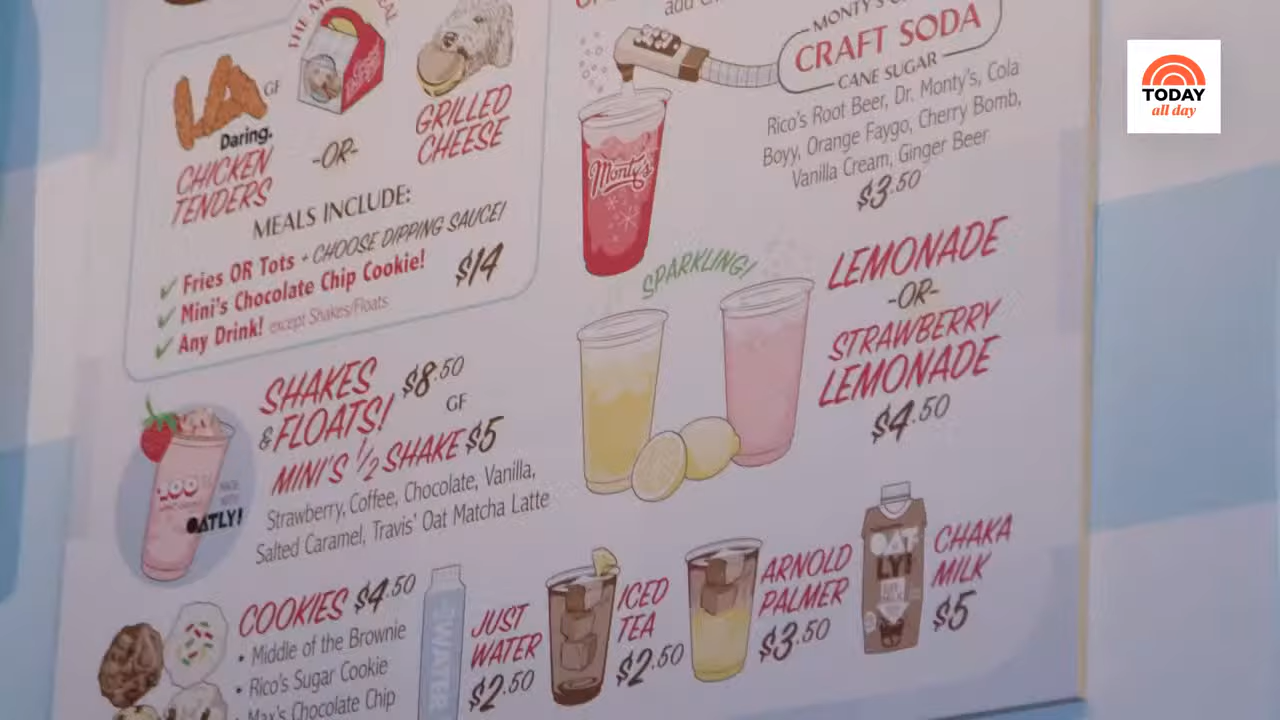 LA
Daring.
GF
CHICKEN
TENDERS
-OR-
GRILLED
CHEESE
MEALS INCLUDE:
✓ Fries OR Tots + CHOOSE DIPPING SAUCE!
✓ Mini's Chocolate Chip Cookie!
✓ Any Drink! except Shakes/Floats
$14
SHAKES
& FLOATS!
$8.50
GF
MINI'S 1/2 SHAKE $5
Strawberry, Coffee, Chocolate, Vanilla,
Salted Caramel, Travis' Oat Matcha Latte
MADE
WITH
OATLY!
COOKIES $4.50
• Middle of the Brownie
• Rico's Sugar Cookie
• Max's Chocolate Chip
add
MONTY'S
CRAFT SODA
CANE SUGAR
Rico's Root Beer, Dr. Monty's, Cola
Boyy, Orange Faygo, Cherry Bomb,
Vanilla Cream, Ginger Beer
$3.50
Monty's
SPARKLING!
LEMONADE
-OR-
STRAWBERRY
LEMONADE
$4.50
WATER
JUST
WATER
$2.50
ICED
TEA
$2.50
ARNOLD
PALMER
$3.50
OAT
LY!
CHAKA
MILK
$5
TODAY
all day